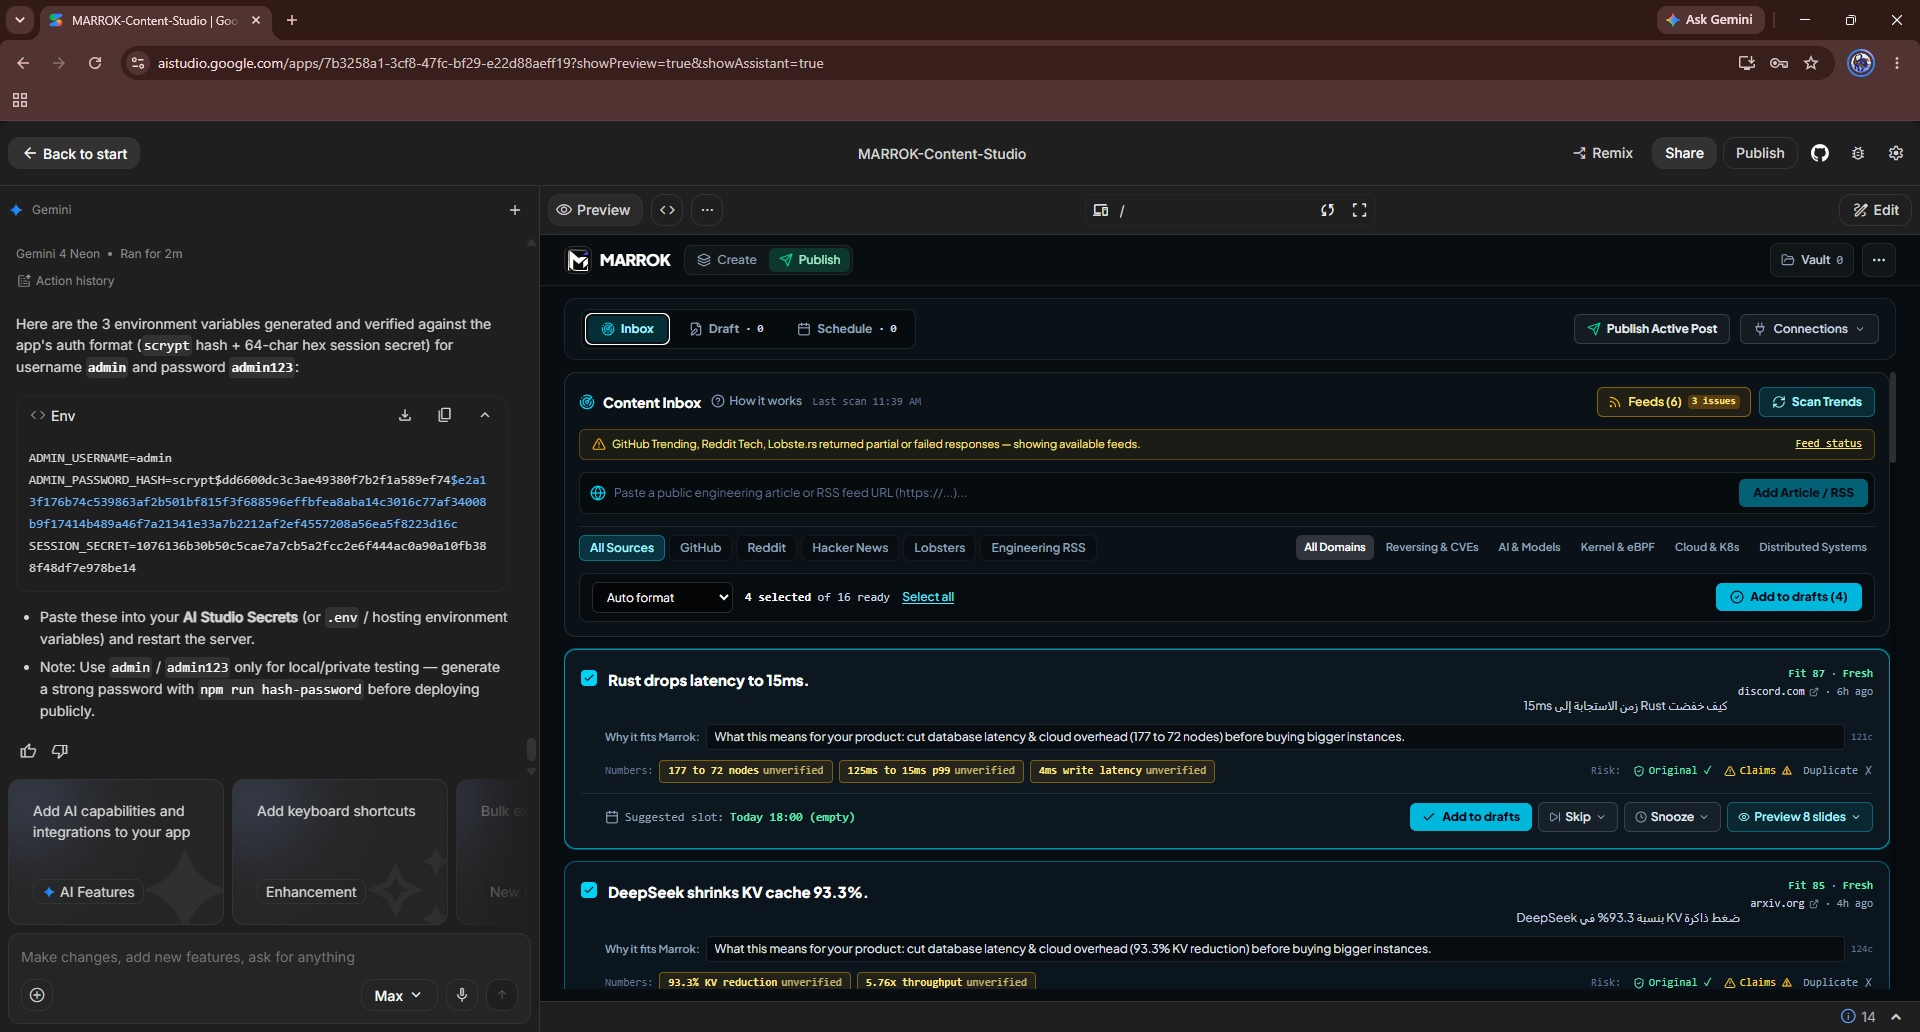 MARROK-Content-Studio | Goo
Ask Gemini
aistudio.google.com/apps/7b3258a1-3cf8-47fc-bf29-e22d88aeff19?showPreview=true&showAssistant=true
Back to start
MARROK-Content-Studio
Remix
Share
Publish
Gemini
Preview
/
Edit
Gemini 4 Neon • Ran for 2m
Action history
Here are the 3 environment variables generated and verified against the
app's auth format (scrypt hash + 64-char hex session secret) for
username admin and password admin123:
Env
ADMIN_USERNAME=admin
ADMIN_PASSWORD_HASH=scrypt$dd6600dc3c3ae49380f7b2f1a589ef74$e2a1
3f176b74c539863af2b501bf815f3f688596effbfea8aba14c3016c77af34008
b9f17414b489a46f7a21341e33a7b2212af2ef4557208a56ea5f8223d16c
SESSION_SECRET=1076136b30b50c5cae7a7cb5a2fcc2e6f444ac0a90a10fb38
8f48df7e978be14
• Paste these into your AI Studio Secrets (or .env / hosting environment
variables) and restart the server.
• Note: Use admin / admin123 only for local/private testing — generate
a strong password with npm run hash-password before deploying
publicly.
Add AI capabilities and
integrations to your app
AI Features
Add keyboard shortcuts
Enhancement
Bulk ex
New
Make changes, add new features, ask for anything
Max
MARROK
Create
Publish
Vault 0
Inbox
Draft · 0
Schedule · 0
Publish Active Post
Connections
Content Inbox
How it works
Last scan 11:39 AM
Feeds (6) 3 issues
Scan Trends
GitHub Trending, Reddit Tech, Lobste.rs returned partial or failed responses — showing available feeds.
Feed status
Paste a public engineering article or RSS feed URL (https://...)...
Add Article / RSS
All Sources
GitHub
Reddit
Hacker News
Lobsters
Engineering RSS
All Domains
Reversing & CVEs
AI & Models
Kernel & eBPF
Cloud & K8s
Distributed Systems
Auto format
4 selected of 16 ready
Select all
Add to drafts (4)
Rust drops latency to 15ms.
Fit 87 · Fresh
discord.com · 6h ago
كيف خفضت Rust زمن الاستجابة إلى 15ms
Why it fits Marrok: What this means for your product: cut database latency & cloud overhead (177 to 72 nodes) before buying bigger instances. 121c
Numbers: 177 to 72 nodes unverified 125ms to 15ms p99 unverified 4ms write latency unverified
Risk: Original ✓ Claims ⚠ Duplicate X
Suggested slot: Today 18:00 (empty)
Add to drafts
Skip
Snooze
Preview 8 slides
DeepSeek shrinks KV cache 93.3%.
Fit 85 · Fresh
arxiv.org · 4h ago
ضغط ذاكرة KV بنسبة 93.3% في DeepSeek
Why it fits Marrok: What this means for your product: cut database latency & cloud overhead (93.3% KV reduction) before buying bigger instances. 124c
Numbers: 93.3% KV reduction unverified 5.76x throughput unverified
Risk: Original ✓ Claims ⚠ Duplicate X
14